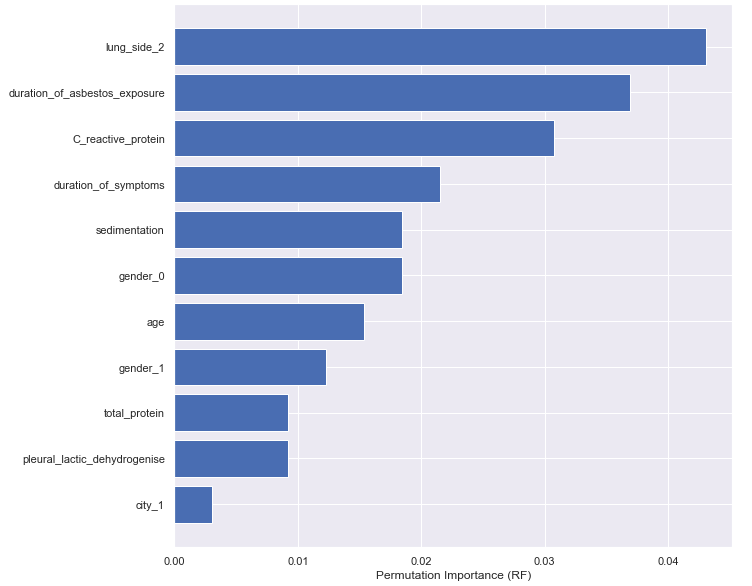 lung_side_2
duration_of_asbestos_exposure
C_reactive_protein
duration_of_symptoms
sedimentation
gender_0
age
gender_1
total_protein
pleural_lactic_dehydrogenise
city_1
0.00 0.01 0.02 0.03 0.04
Permutation Importance (RF)